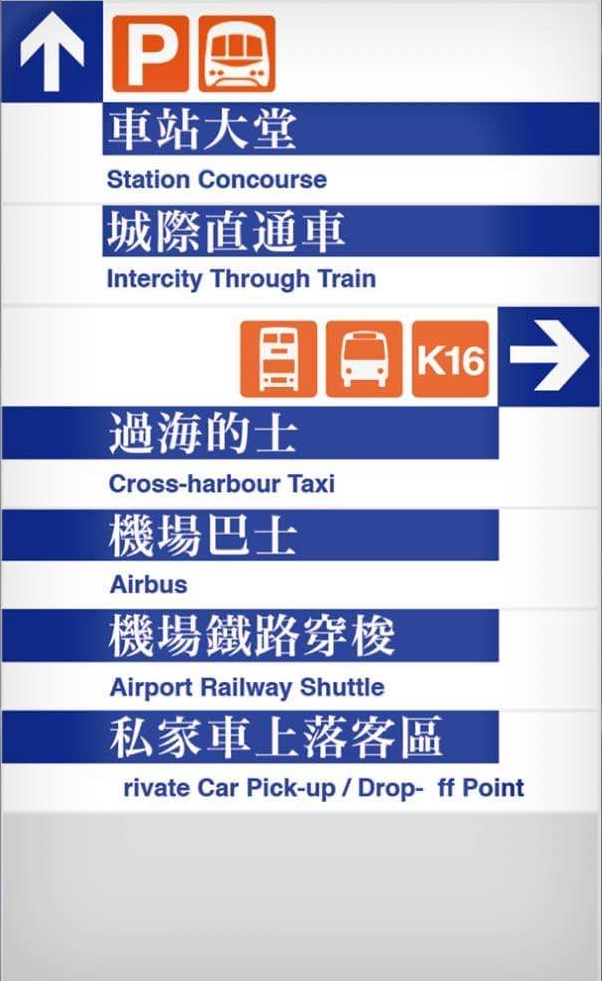 P
車站大堂
Station Concourse
城際直通車
Intercity Through Train
K16
過海的士
Cross-harbour Taxi
機場巴士
Airbus
機場鐵路穿梭
Airport Railway Shuttle
私家車上落客區
rivate Car Pick-up / Drop- ff Point